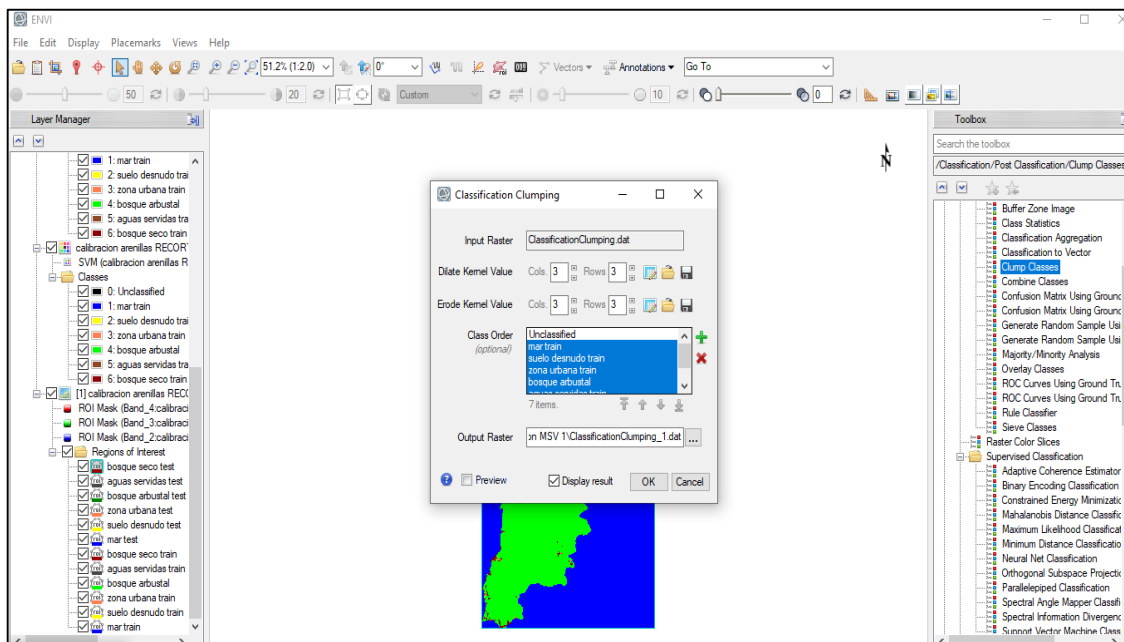 ENVI
File Edit Display Placemarks Views Help
51.2% (1:2.0) 0° Vectors Annotations Go To
50 20 Custom 10 0
Layer Manager
1: mar train
2: suelo desnudo trai
3: zona urbana train
4: bosque arbustal
5: aguas servidas tra
6: bosque seco train
calibracion arenillas RECORT
SVM (calibracion arenillas R
Classes
0: Unclassified
1: mar train
2: suelo desnudo trai
3: zona urbana train
4: bosque arbustal
5: aguas servidas tra
6: bosque seco train
[1] calibracion arenillas REC
ROI Mask (Band_4:calibraci
ROI Mask (Band_3:calibraci
ROI Mask (Band_2:calibraci
Regions of Interest
bosque seco test
aguas servidas test
bosque arbustal test
zona urbana test
suelo desnudo test
mar test
bosque seco train
aguas servidas train
bosque arbustal
zona urbana train
suelo desnudo train
mar train
N
Classification Clumping
Input Raster ClassificationClumping.dat
Dilate Kernel Value Cols. 3 Rows 3
Erode Kernel Value Cols. 3 Rows 3
Class Order
(optional)
Unclassified
mar train
suelo desnudo train
zona urbana train
bosque arbustal
aguas servidas train
7 items.
Output Raster on MSV 1\ClassificationClumping_1.dat ...
Preview Display result OK Cancel
Toolbox
Search the toolbox
/Classification/Post Classification/Clump Classes
Buffer Zone Image
Class Statistics
Classification Aggregation
Classification to Vector
Clump Classes
Combine Classes
Confusion Matrix Using Ground
Confusion Matrix Using Ground
Generate Random Sample Usi
Generate Random Sample Usi
Majority/Minority Analysis
Overlay Classes
ROC Curves Using Ground Tru
ROC Curves Using Ground Tru
Rule Classifier
Sieve Classes
Raster Color Slices
Supervised Classification
Adaptive Coherence Estimator
Binary Encoding Classification
Constrained Energy Minimizatio
Mahalanobis Distance Classific
Maximum Likelihood Classificat
Minimum Distance Classificatio
Neural Net Classification
Orthogonal Subspace Projectic
Parallelepiped Classification
Spectral Angle Mapper Classifi
Spectral Information Divergenc
Support Vector Machine Class